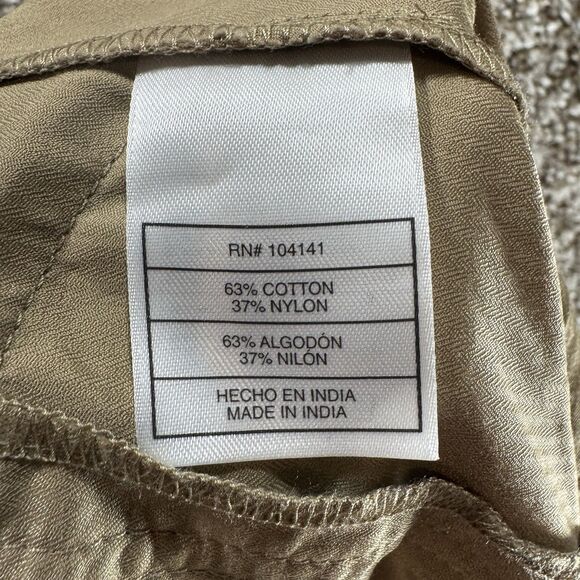 RN# 104141
63% COTTON
37% NYLON
63% ALGODÓN
37% NILÓN
HECHO EN INDIA
MADE IN INDIA